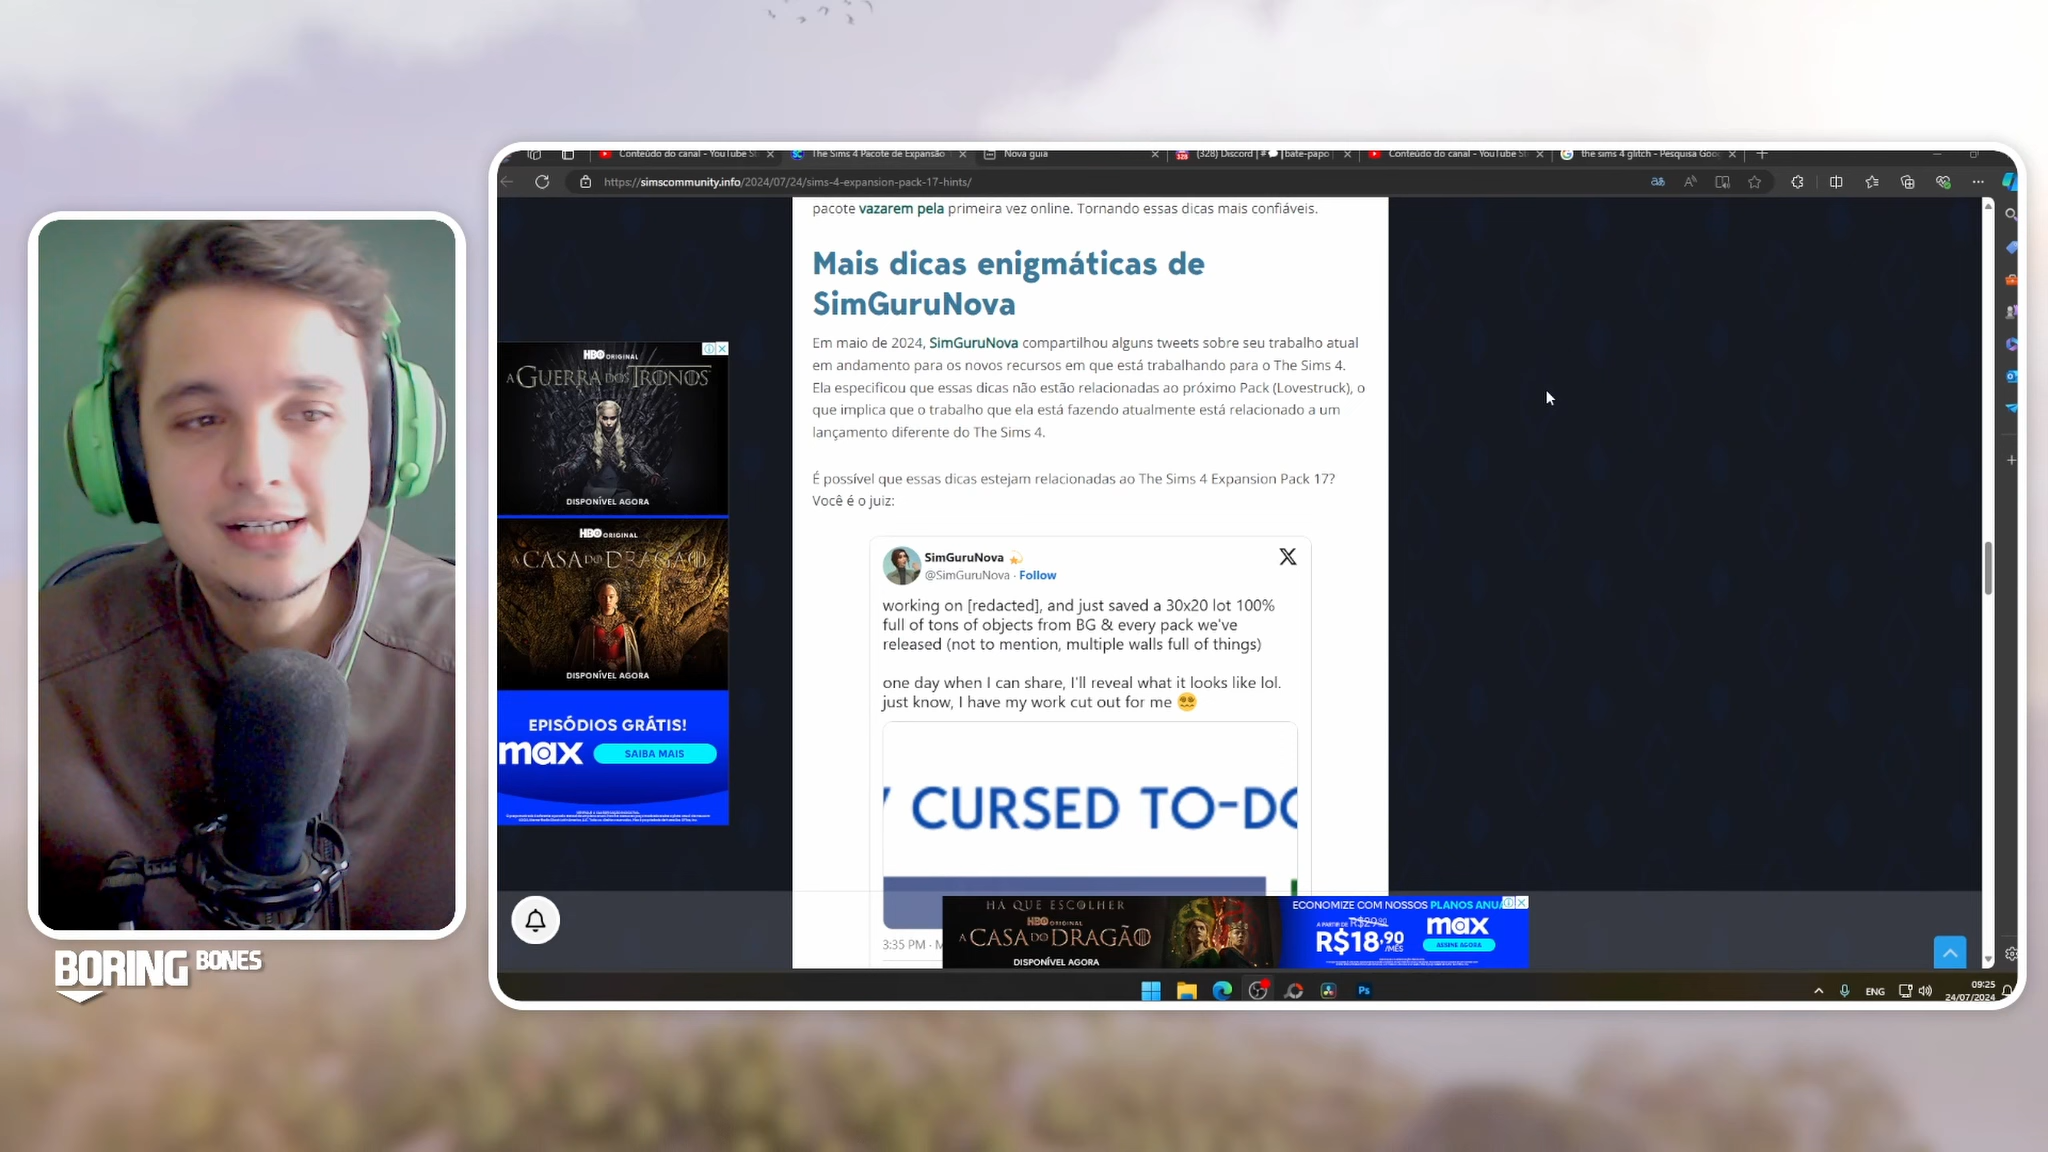 Conteúdo do canal - YouTube St
The Sims 4 Pacote de Expansão
Nova guia
(328) Discord | # bate-papo
Conteúdo do canal - YouTube St
the sims 4 glitch - Pesquisa Goo
https://simscommunity.info/2024/07/24/sims-4-expansion-pack-17-hints/
pacote vazarem pela primeira vez online. Tornando essas dicas mais confiáveis.
Mais dicas enigmáticas de
SimGuruNova
Em maio de 2024, SimGuruNova compartilhou alguns tweets sobre seu trabalho atual
em andamento para os novos recursos em que está trabalhando para o The Sims 4.
Ela especificou que essas dicas não estão relacionadas ao próximo Pack (Lovestruck), o
que implica que o trabalho que ela está fazendo atualmente está relacionado a um
lançamento diferente do The Sims 4.
É possível que essas dicas estejam relacionadas ao The Sims 4 Expansion Pack 17?
Você é o juiz:
SimGuruNova
@SimGuruNova · Follow
working on [redacted], and just saved a 30x20 lot 100%
full of tons of objects from BG & every pack we've
released (not to mention, multiple walls full of things)
one day when I can share, I'll reveal what it looks like lol.
just know, I have my work cut out for me
CURSED TO-DO
3:35 PM · M
HBO ORIGINAL
A GUERRA DOS TRONOS
DISPONÍVEL AGORA
HBO ORIGINAL
A CASA DO DRAGÃO
DISPONÍVEL AGORA
EPISÓDIOS GRÁTIS!
max
SAIBA MAIS
HÁ QUE ESCOLHER
HBO ORIGINAL
A CASA DO DRAGÃO
DISPONÍVEL AGORA
ECONOMIZE COM NOSSOS PLANOS ANUA
A PARTIR DE R$29,90
R$18,90/MÊS
max
ASSINE AGORA
BORING BONES
Ps
ENG
09:25
24/07/2024